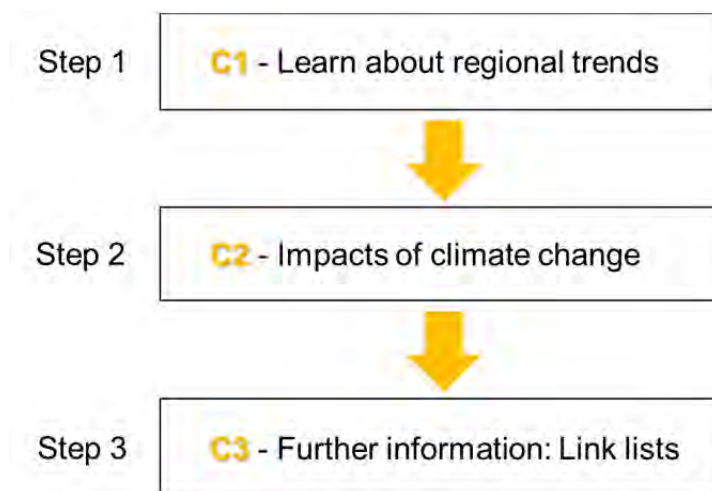 Step 1 C1 - Learn about regional trends
Step 2 C2 - Impacts of climate change
Step 3 C3 - Further information: Link lists